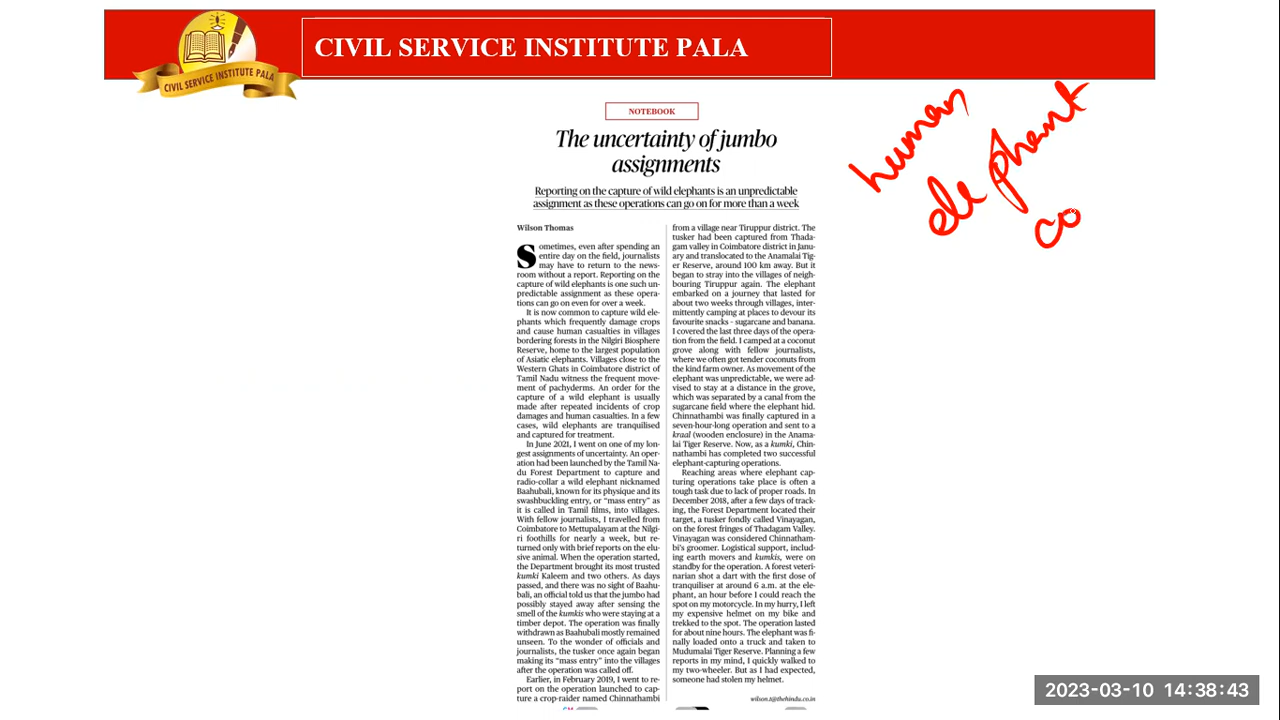 CIVIL SERVICE INSTITUTE PALA
CIVIL SERVICE INSTITUTE PALA
NOTEBOOK
The uncertainty of jumbo
assignments
Reporting on the capture of wild elephants is an unpredictable
assignment as these operations can go on for more than a week
Wilson Thomas
Sometimes, even after spending an
entire day on the field, journalists
may have to return to the news-
room without a report. Reporting on the
capture of wild elephants is one such un-
predictable assignment as these opera-
tions can go on even for over a week.
It is now common to capture wild ele-
phants which frequently damage crops
and cause human casualties in villages
bordering forests in the Nilgiri Biosphere
Reserve, home to the largest population
of Asiatic elephants. Villages close to the
Western Ghats in Coimbatore district of
Tamil Nadu witness the frequent move-
ment of pachyderms. An order for the
capture of a wild elephant is usually
made after repeated incidents of crop
damages and human casualties. In a few
cases, wild elephants are tranquilised
and captured for treatment.
In June 2021, I went on one of my lon-
gest assignments of uncertainty. An oper-
ation had been launched by the Tamil Na-
du Forest Department to capture and
radio-collar a wild elephant nicknamed
Baahubali, known for its physique and its
swashbuckling entry, or “mass entry” as
it is called in Tamil films, into villages.
With fellow journalists, I travelled from
Coimbatore to Mettupalayam at the Nilgi-
ri foothills for nearly a week, but re-
turned only with brief reports on the elu-
sive animal. When the operation started,
the Department brought its most trusted
kumki Kaleem and two others. As days
passed, and there was no sight of Baahu-
bali, an official told us that the jumbo had
possibly stayed away after sensing the
smell of the kumkis who were staying at a
timber depot. The operation was finally
withdrawn as Baahubali mostly remained
unseen. To the wonder of officials and
journalists, the tusker once again began
making its “mass entry” into the villages
after the operation was called off.
Earlier, in February 2019, I went to re-
port on the operation launched to cap-
ture a crop-raider named Chinnathambi
from a village near Tiruppur district. The
tusker had been captured from Thada-
gam valley in Coimbatore district in Janu-
ary and translocated to the Anamalai Tig-
er Reserve, around 100 km away. But it
began to stray into the villages of neigh-
bouring Tiruppur again. The elephant
embarked on a journey that lasted for
about two weeks through villages, inter-
mittently camping at places to devour its
favourite snacks – sugarcane and banana.
I covered the last three days of the opera-
tion from the field. I camped at a coconut
grove along with fellow journalists,
where we often got tender coconuts from
the kind farm owner. As movement of the
elephant was unpredictable, we were ad-
vised to stay at a distance in the grove,
which was separated by a canal from the
sugarcane field where the elephant hid.
Chinnathambi was finally captured in a
seven-hour-long operation and sent to a
kraal (wooden enclosure) in the Anama-
lai Tiger Reserve. Now, as a kumki, Chin-
nathambi has completed two successful
elephant-capturing operations.
Reaching areas where elephant cap-
turing operations take place is often a
tough task due to lack of proper roads. In
December 2018, after a few days of track-
ing, the Forest Department located their
target, a tusker fondly called Vinayagan,
on the forest fringes of Thadagam Valley.
Vinayagan was considered Chinnatham-
bi’s groomer. Logistical support, includ-
ing earth movers and kumkis, were on
standby for the operation. A forest veteri-
narian shot a dart with the first dose of
tranquiliser at around 6 a.m. at the ele-
phant, an hour before I could reach the
spot on my motorcycle. In my hurry, I left
my expensive helmet on my bike and
trekked to the spot. The operation lasted
for about nine hours. The elephant was fi-
nally loaded onto a truck and taken to
Mudumalai Tiger Reserve. Planning a few
reports in my mind, I quickly walked to
my two-wheeler. But as I had expected,
someone had stolen my helmet.
wilson.t@thehindu.co.in
human
elephant
co
2023-03-10 14:38:43